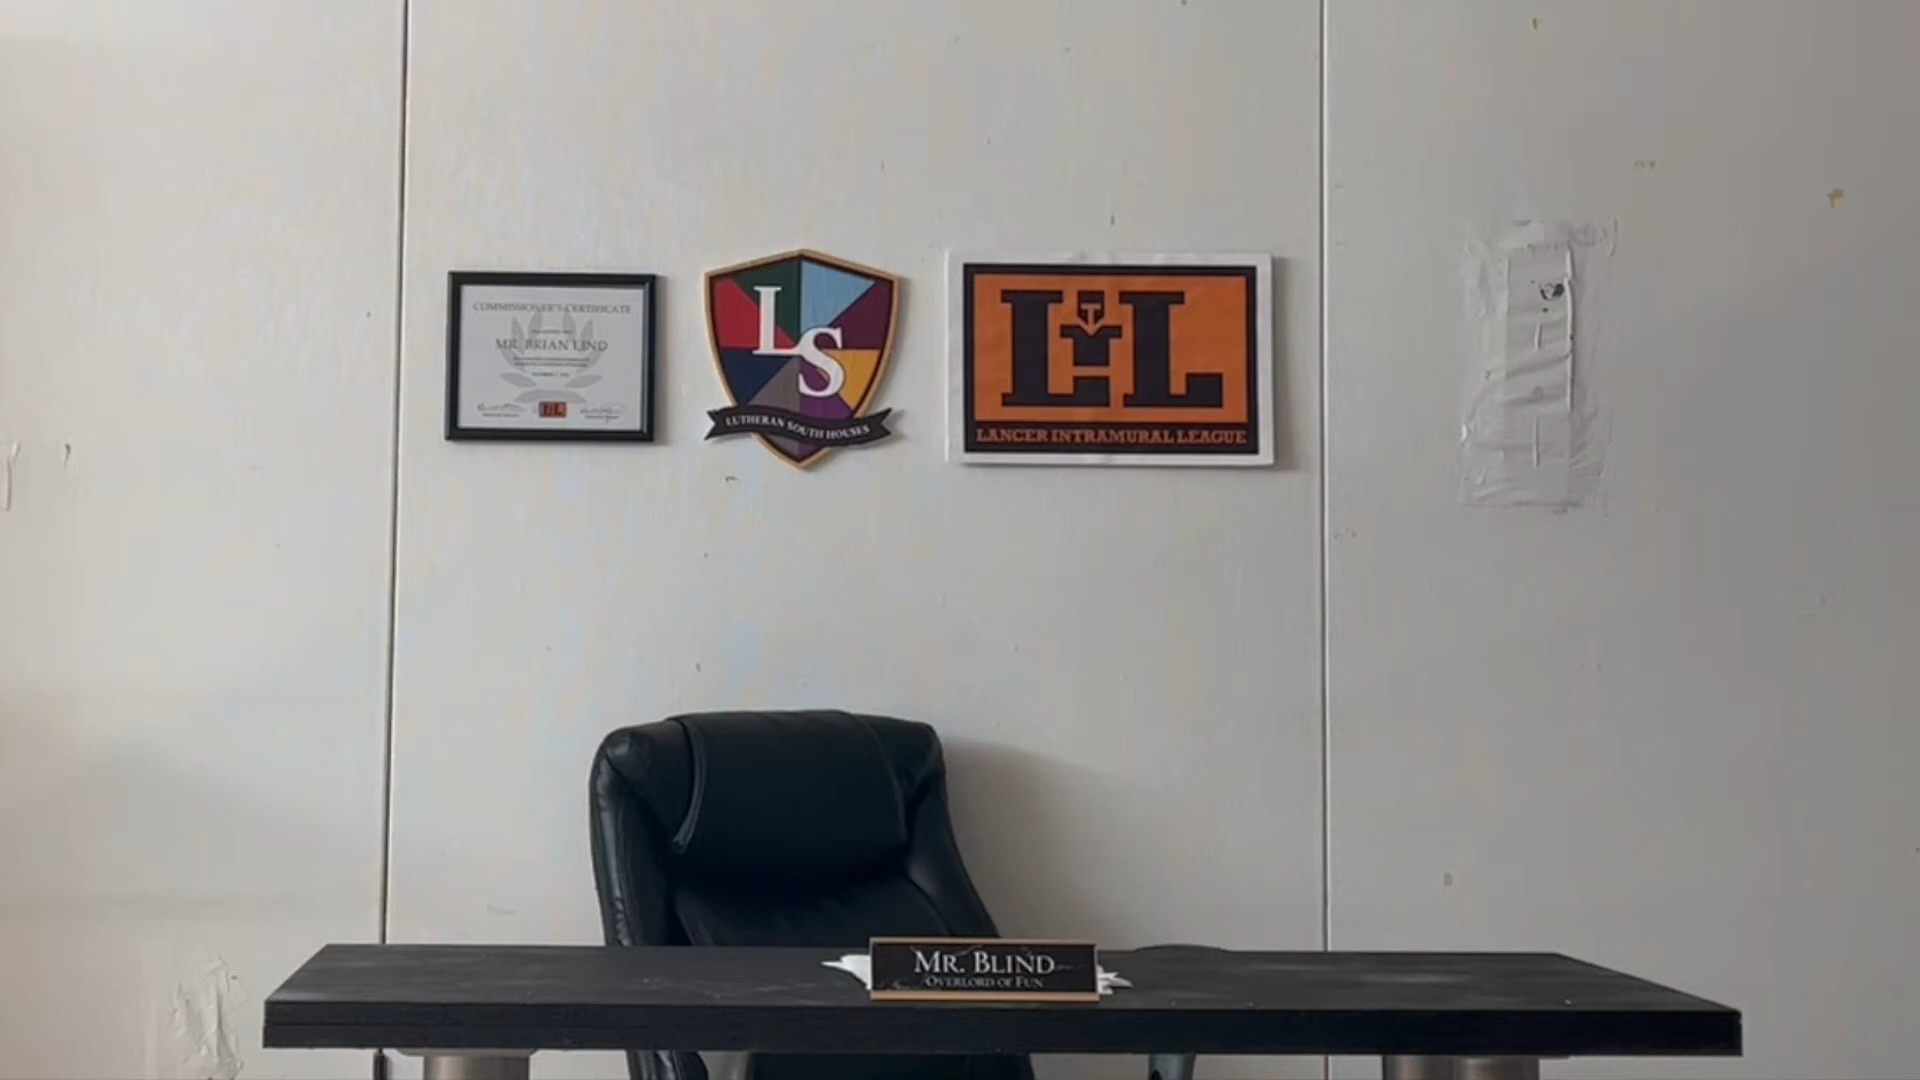 COMMISSIONER'S CERTIFICATE
MR. BRIAN LIND
LS
LUTHERAN SOUTH HOUSES
LIL
LANCER INTRAMURAL LEAGUE
MR. BLIND
OVERLORD OF FUN